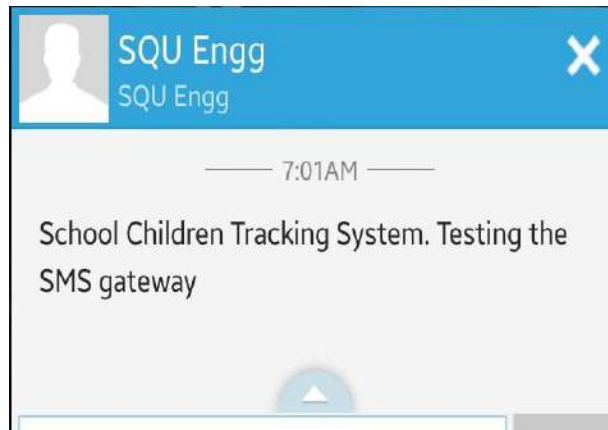 SQU Engg
SQU Engg
7:01AM
School Children Tracking System. Testing the
SMS gateway